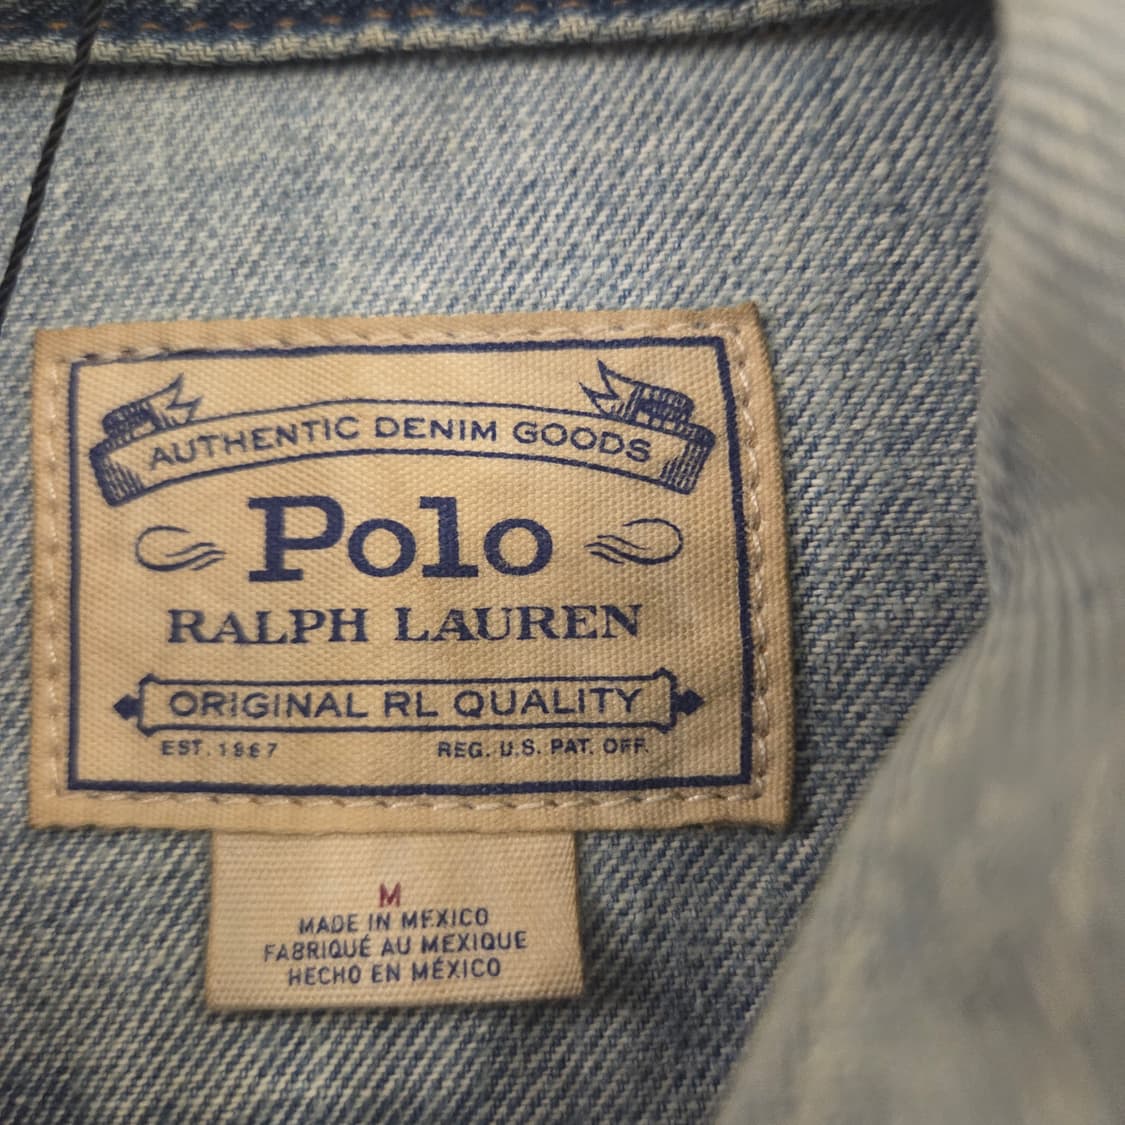 AUTHENTIC DENIM GOODS
Polo
RALPH LAUREN
ORIGINAL RL QUALITY
EST. 1967 REG. U.S. PAT. OFF.
M
MADE IN MEXICO
FABRIQUÉ AU MEXIQUE
HECHO EN MÉXICO